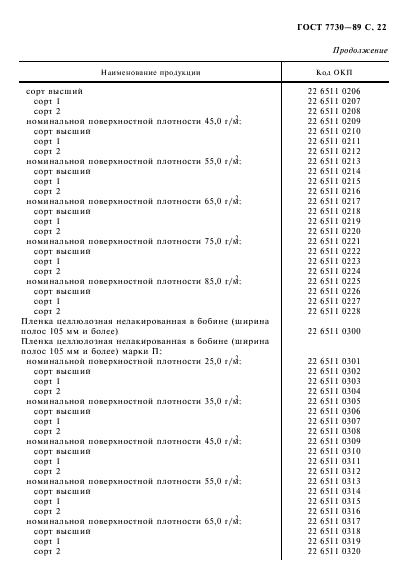 ГОСТ 7730—89 С. 22
Продолжение
Наименование продукции Код ОКП
сорт высший 22 6511 0206
сорт 1 22 6511 0207
сорт 2 22 6511 0208
номинальной поверхностной плотности 45,0 г/м²: 22 6511 0209
сорт высший 22 6511 0210
сорт 1 22 6511 0211
сорт 2 22 6511 0212
номинальной поверхностной плотности 55,0 г/м²: 22 6511 0213
сорт высший 22 6511 0214
сорт 1 22 6511 0215
сорт 2 22 6511 0216
номинальной поверхностной плотности 65,0 г/м²: 22 6511 0217
сорт высший 22 6511 0218
сорт 1 22 6511 0219
сорт 2 22 6511 0220
номинальной поверхностной плотности 75,0 г/м²: 22 6511 0221
сорт высший 22 6511 0222
сорт 1 22 6511 0223
сорт 2 22 6511 0224
номинальной поверхностной плотности 85,0 г/м²: 22 6511 0225
сорт высший 22 6511 0226
сорт 1 22 6511 0227
сорт 2 22 6511 0228
Пленка целлюлозная нелакированная в бобине (ширина
полос 105 мм и более) 22 6511 0300
Пленка целлюлозная нелакированная в бобине (ширина
полос 105 мм и более) марки П:
номинальной поверхностной плотности 25,0 г/м²: 22 6511 0301
сорт высший 22 6511 0302
сорт 1 22 6511 0303
сорт 2 22 6511 0304
номинальной поверхностной плотности 35,0 г/м²: 22 6511 0305
сорт высший 22 6511 0306
сорт 1 22 6511 0307
сорт 2 22 6511 0308
номинальной поверхностной плотности 45,0 г/м²: 22 6511 0309
сорт высший 22 6511 0310
сорт 1 22 6511 0311
сорт 2 22 6511 0312
номинальной поверхностной плотности 55,0 г/м²: 22 6511 0313
сорт высший 22 6511 0314
сорт 1 22 6511 0315
сорт 2 22 6511 0316
номинальной поверхностной плотности 65,0 г/м²: 22 6511 0317
сорт высший 22 6511 0318
сорт 1 22 6511 0319
сорт 2 22 6511 0320